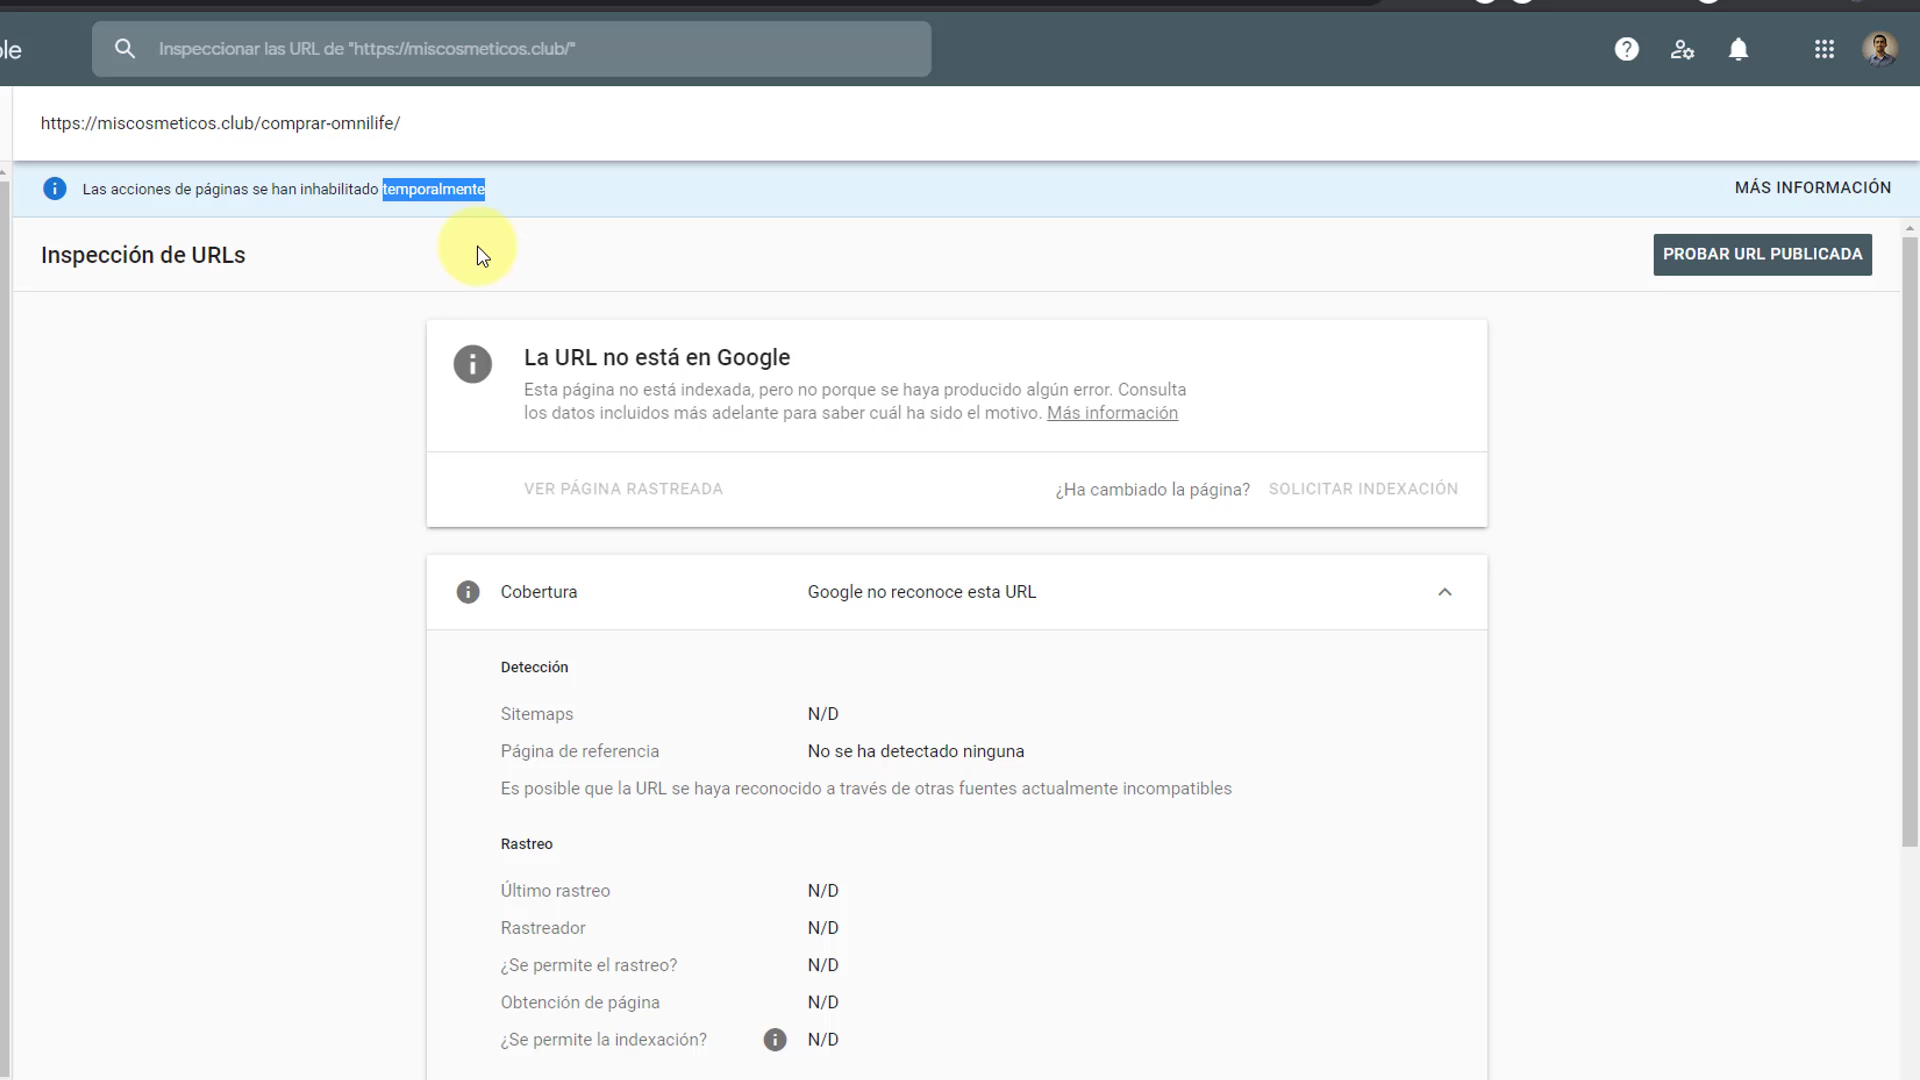 le
Inspeccionar las URL de "https://miscosmeticos.club/"
https://miscosmeticos.club/comprar-omnilife/
Las acciones de páginas se han inhabilitado temporalmente
MÁS INFORMACIÓN
Inspección de URLs
PROBAR URL PUBLICADA
La URL no está en Google
Esta página no está indexada, pero no porque se haya producido algún error. Consulta
los datos incluidos más adelante para saber cuál ha sido el motivo. Más información
VER PÁGINA RASTREADA
¿Ha cambiado la página? SOLICITAR INDEXACIÓN
Cobertura Google no reconoce esta URL
Detección
Sitemaps N/D
Página de referencia No se ha detectado ninguna
Es posible que la URL se haya reconocido a través de otras fuentes actualmente incompatibles
Rastreo
Último rastreo N/D
Rastreador N/D
¿Se permite el rastreo? N/D
Obtención de página N/D
¿Se permite la indexación? N/D